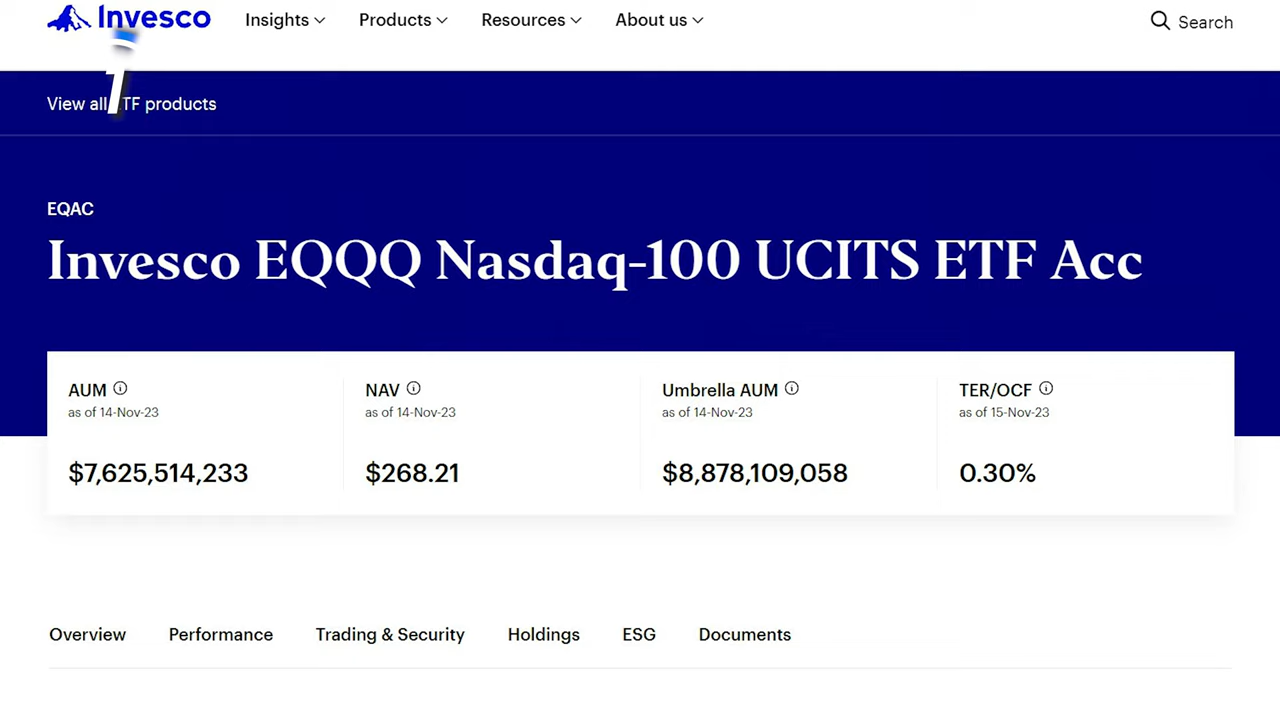 Invesco
Insights Products Resources About us Search
View all TF products
EQAC
Invesco EQQQ Nasdaq-100 UCITS ETF Acc
AUM NAV Umbrella AUM TER/OCF
as of 14-Nov-23 as of 14-Nov-23 as of 14-Nov-23 as of 15-Nov-23
$7,625,514,233 $268.21 $8,878,109,058 0.30%
Overview Performance Trading & Security Holdings ESG Documents